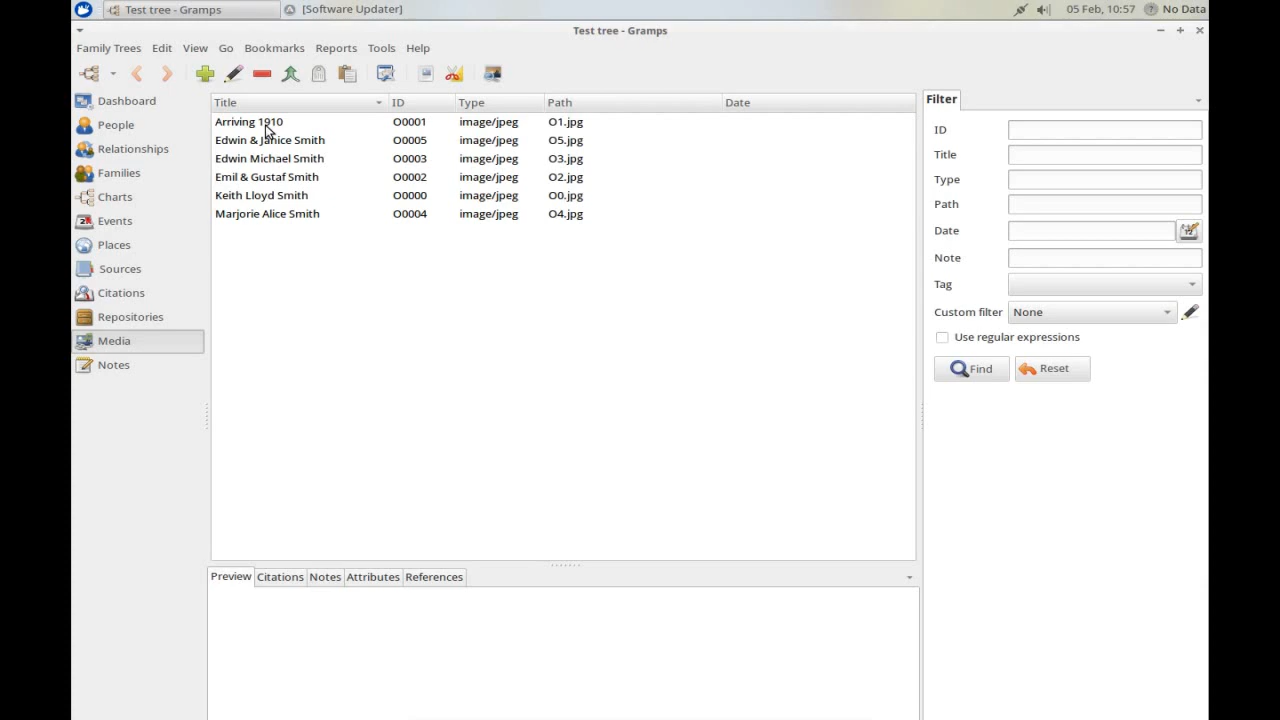 Test tree - Gramps [Software Updater] 05 Feb, 10:57 ? No Data
Test tree - Gramps
Family Trees Edit View Go Bookmarks Reports Tools Help
Dashboard
People
Relationships
Families
Charts
Events
Places
Sources
Citations
Repositories
Media
Notes
Title ID Type Path Date
Arriving 1910 O0001 image/jpeg O1.jpg
Edwin & Janice Smith O0005 image/jpeg O5.jpg
Edwin Michael Smith O0003 image/jpeg O3.jpg
Emil & Gustaf Smith O0002 image/jpeg O2.jpg
Keith Lloyd Smith O0000 image/jpeg O0.jpg
Marjorie Alice Smith O0004 image/jpeg O4.jpg
Preview Citations Notes Attributes References
Filter
ID
Title
Type
Path
Date
Note
Tag
Custom filter None
Use regular expressions
Find Reset